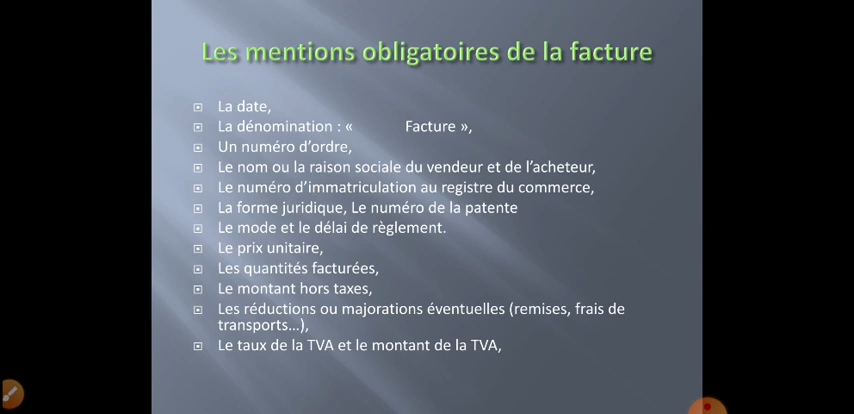 Les mentions obligatoires de la facture
La date,
La dénomination : « Facture »,
Un numéro d’ordre,
Le nom ou la raison sociale du vendeur et de l’acheteur,
Le numéro d’immatriculation au registre du commerce,
La forme juridique, Le numéro de la patente
Le mode et le délai de règlement.
Le prix unitaire,
Les quantités facturées,
Le montant hors taxes,
Les réductions ou majorations éventuelles (remises, frais de
transports…),
Le taux de la TVA et le montant de la TVA,